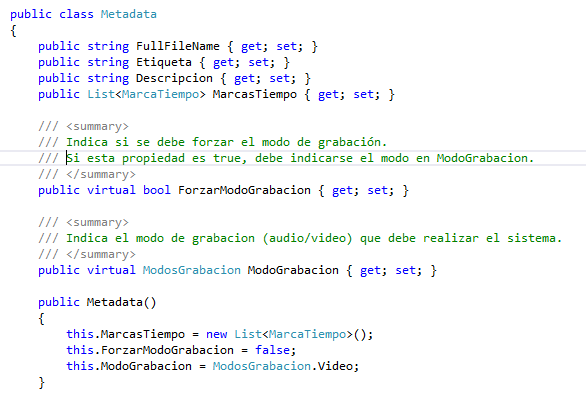 public class Metadata
{
    public string FullFileName { get; set; }
    public string Etiqueta { get; set; }
    public string Descripcion { get; set; }
    public List<MarcaTiempo> MarcasTiempo { get; set; }

    /// <summary>
    /// Indica si se debe forzar el modo de grabación.
    /// Si esta propiedad es true, debe indicarse el modo en ModoGrabacion.
    /// </summary>
    public virtual bool ForzarModoGrabacion { get; set; }

    /// <summary>
    /// Indica el modo de grabacion (audio/video) que debe realizar el sistema.
    /// </summary>
    public virtual ModosGrabacion ModoGrabacion { get; set; }

    public Metadata()
    {
        this.MarcasTiempo = new List<MarcaTiempo>();
        this.ForzarModoGrabacion = false;
        this.ModoGrabacion = ModosGrabacion.Video;
    }